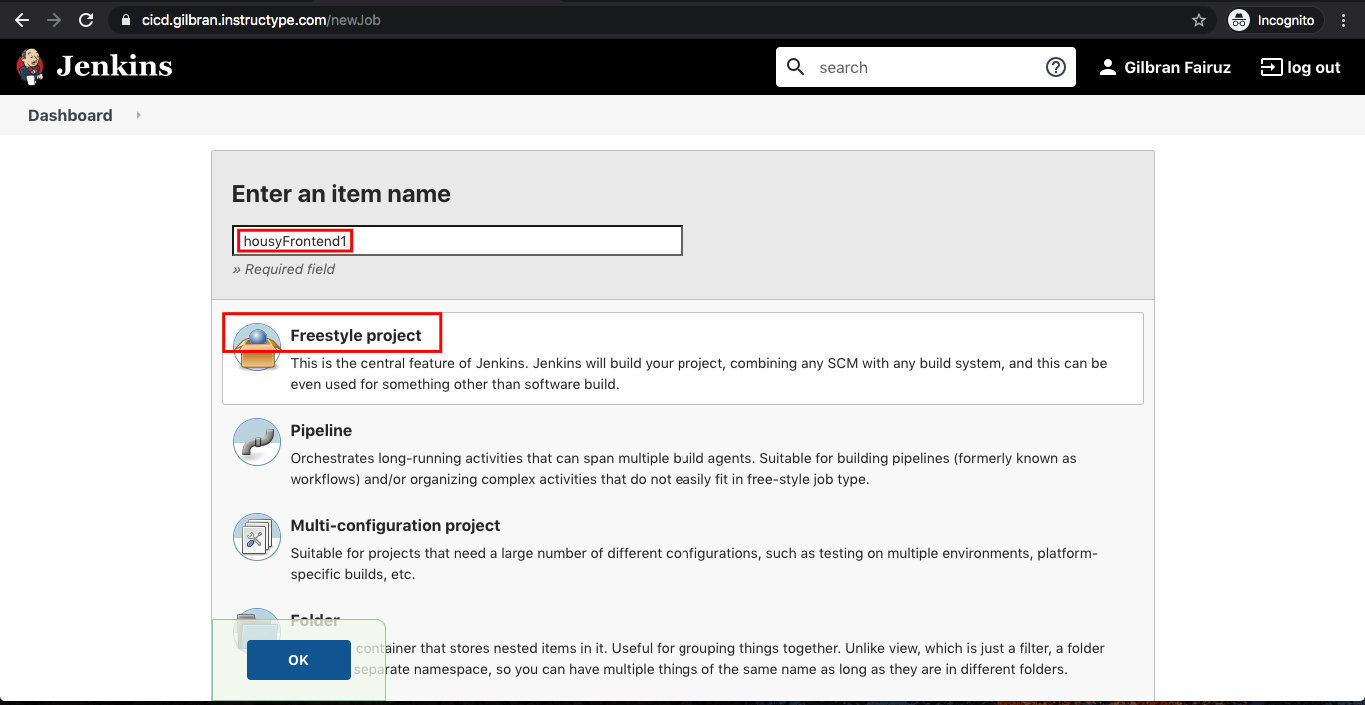 cicd.gilbran.instructype.com/newJob
Incognito
Jenkins
search
Gilbran Fairuz
log out
Dashboard
Enter an item name
housyFrontend1
» Required field
Freestyle project
This is the central feature of Jenkins. Jenkins will build your project, combining any SCM with any build system, and this can be
even used for something other than software build.
Pipeline
Orchestrates long-running activities that can span multiple build agents. Suitable for building pipelines (formerly known as
workflows) and/or organizing complex activities that do not easily fit in free-style job type.
Multi-configuration project
Suitable for projects that need a large number of different configurations, such as testing on multiple environments, platform-
specific builds, etc.
Folder
container that stores nested items in it. Useful for grouping things together. Unlike view, which is just a filter, a folder
separate namespace, so you can have multiple things of the same name as long as they are in different folders.
OK